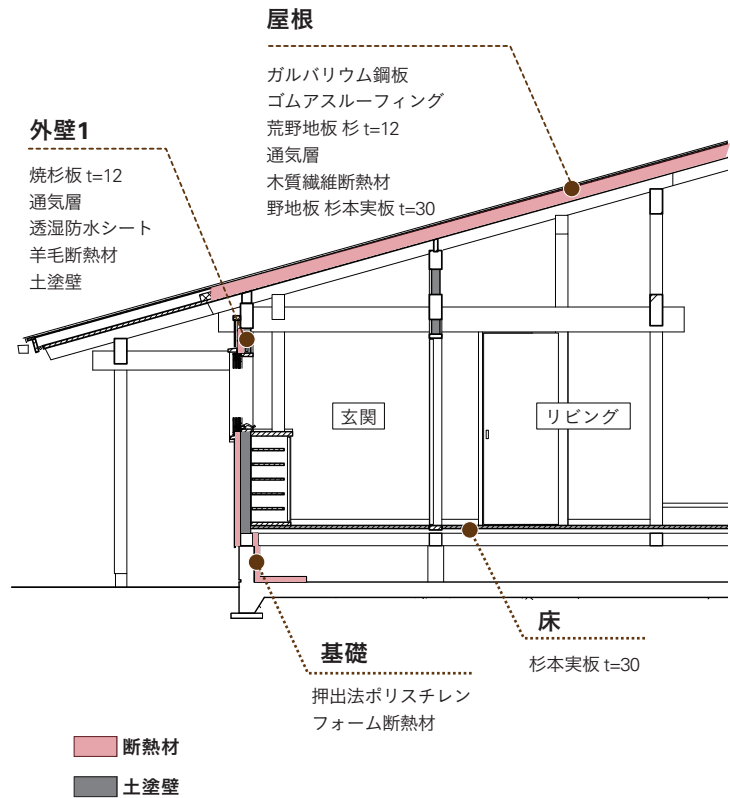 屋根
ガルバリウム鋼板
ゴムアスルーフィング
荒野地板 杉 t=12
通気層
木質繊維断熱材
野地板 杉本実板 t=30
外壁1
焼杉板 t=12
通気層
透湿防水シート
羊毛断熱材
土塗壁
玄関
リビング
床
杉本実板 t=30
基礎
押出法ポリスチレン
フォーム断熱材
断熱材
土塗壁